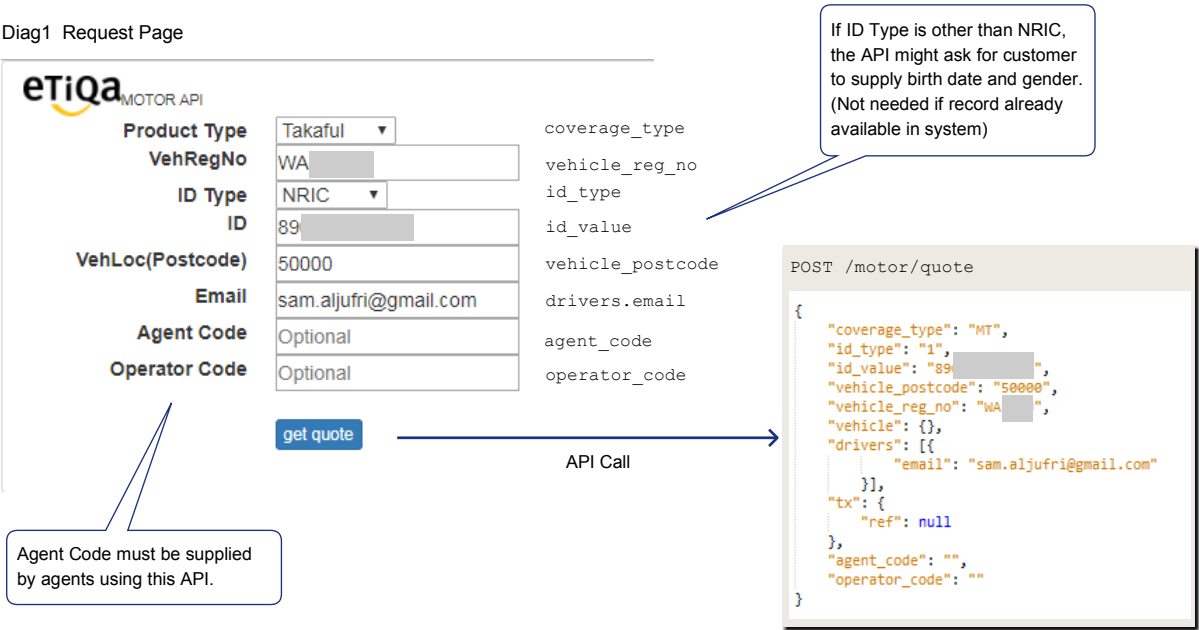 Diag1 Request Page
If ID Type is other than NRIC,
the API might ask for customer
to supply birth date and gender.
(Not needed if record already
available in system)
eTiQa MOTOR API
Product Type Takaful coverage_type
VehRegNo WA vehicle_reg_no
ID Type NRIC id_type
ID 89 id_value
VehLoc(Postcode) 50000 vehicle_postcode
Email sam.aljufri@gmail.com drivers.email
Agent Code Optional agent_code
Operator Code Optional operator_code
get quote
API Call
Agent Code must be supplied
by agents using this API.
POST /motor/quote
{
"coverage_type": "MT",
"id_type": "1",
"id_value": "89 ",
"vehicle_postcode": "50000",
"vehicle_reg_no": "WA ",
"vehicle": {},
"drivers": [{
"email": "sam.aljufri@gmail.com"
}],
"tx": {
"ref": null
},
"agent_code": "",
"operator_code": ""
}